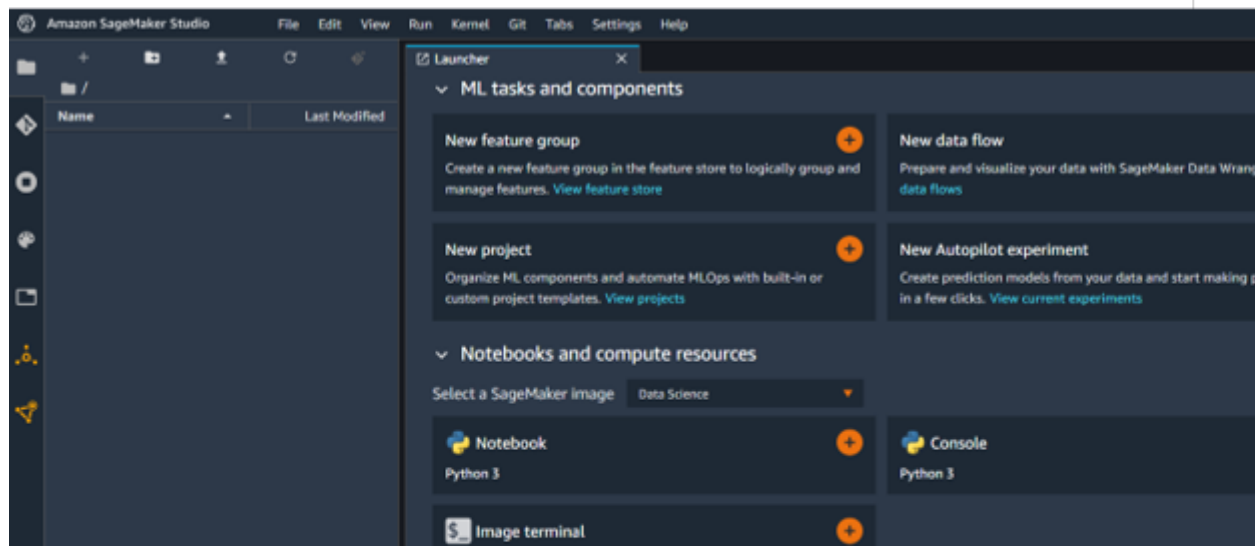 Amazon SageMaker Studio File Edit View Run Kernel Git Tabs Settings Help
Launcher
/
Name Last Modified
ML tasks and components
New feature group
Create a new feature group in the feature store to logically group and
manage features. View feature store
New data flow
Prepare and visualize your data with SageMaker Data Wrang
data flows
New project
Organize ML components and automate MLOps with built-in or
custom project templates. View projects
New Autopilot experiment
Create prediction models from your data and start making p
in a few clicks. View current experiments
Notebooks and compute resources
Select a SageMaker image Data Science
Notebook
Python 3
Console
Python 3
$_ Image terminal